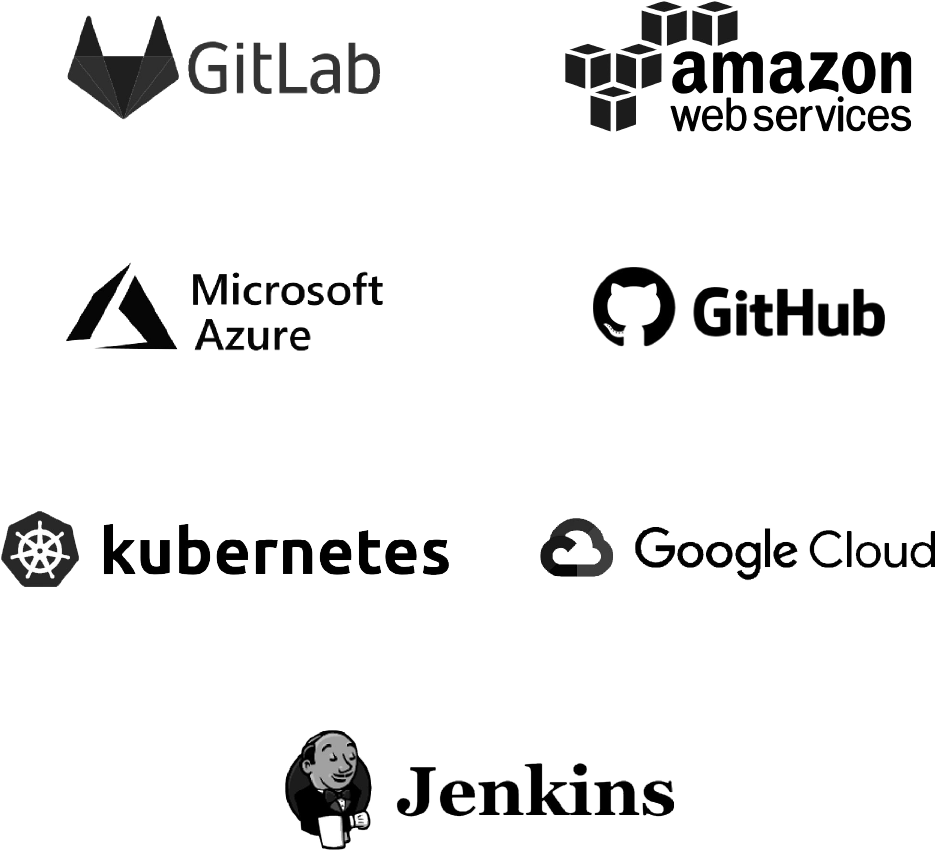 GitLab
amazon
web services
Microsoft
Azure
GitHub
kubernetes
Google Cloud
Jenkins